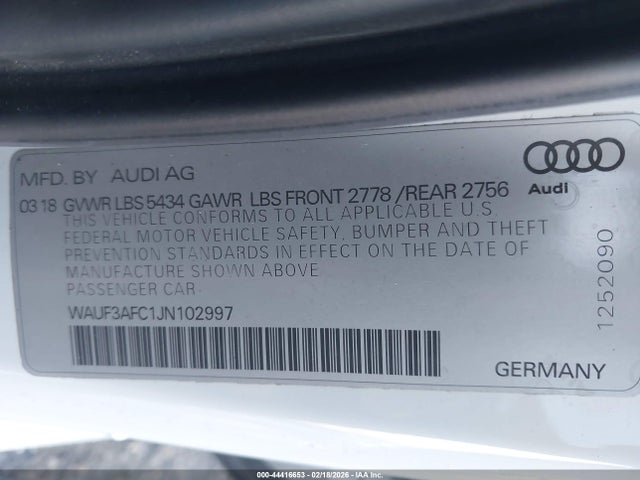 MFD. BY AUDI AG
03 18 GVWR LBS 5434 GAWR LBS FRONT 2778 / REAR 2756
Audi
THIS VEHICLE CONFORMS TO ALL APPLICABLE U.S.
FEDERAL MOTOR VEHICLE SAFETY, BUMPER AND THEFT
PREVENTION STANDARDS IN EFFECT ON THE DATE OF
MANUFACTURE SHOWN ABOVE
PASSENGER CAR
WAUF3AFC1JN102997
1252090
GERMANY
000-44416653 - 02/18/2026 - IAAI.com